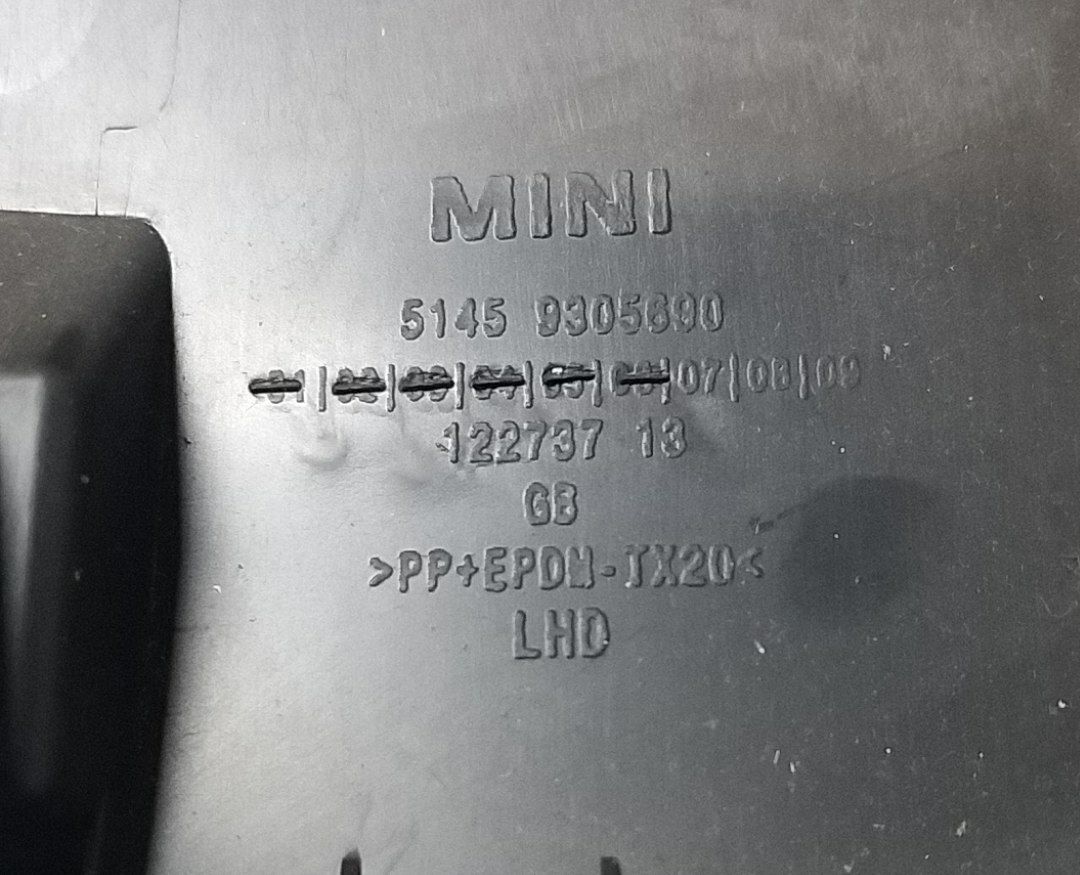 MINI
5145 9305690
01|02|03|04|05|06|07|08|09
122737 13
GB
>PP+EPDM-TX20<
LHD